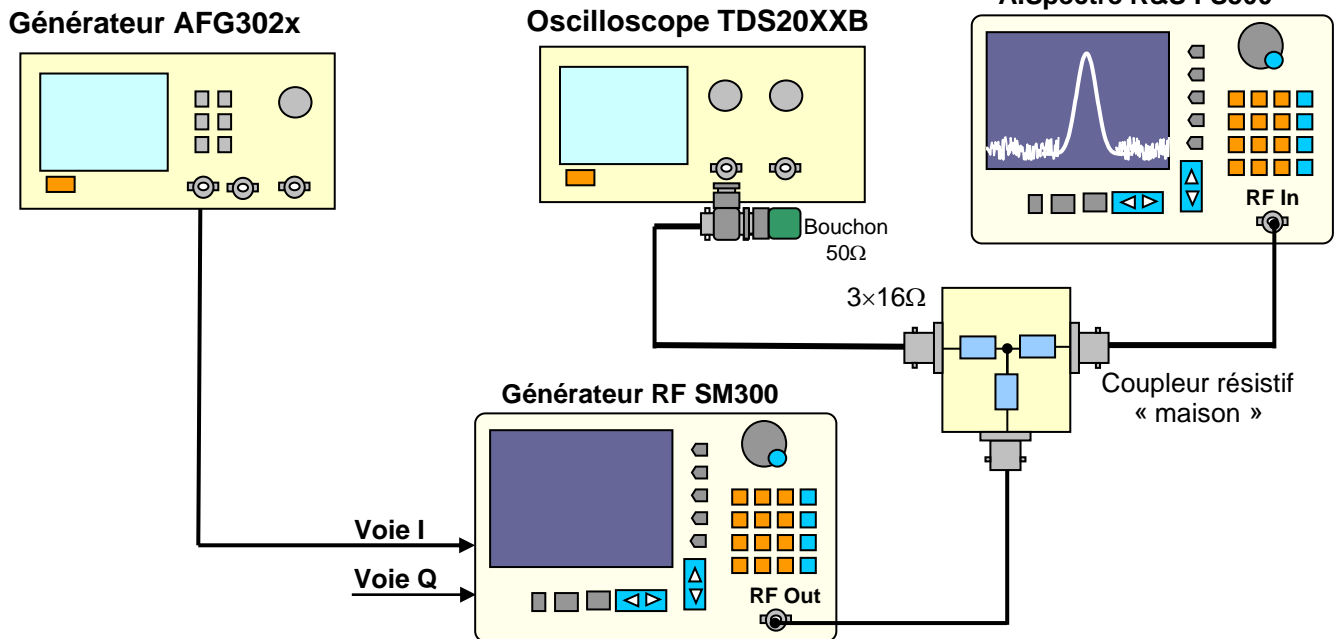 Générateur AFG302x
Oscilloscope TDS20XXB
RF In
Bouchon
50Ω
3×16Ω
Coupleur résistif
« maison »
Générateur RF SM300
Voie I
Voie Q
RF Out